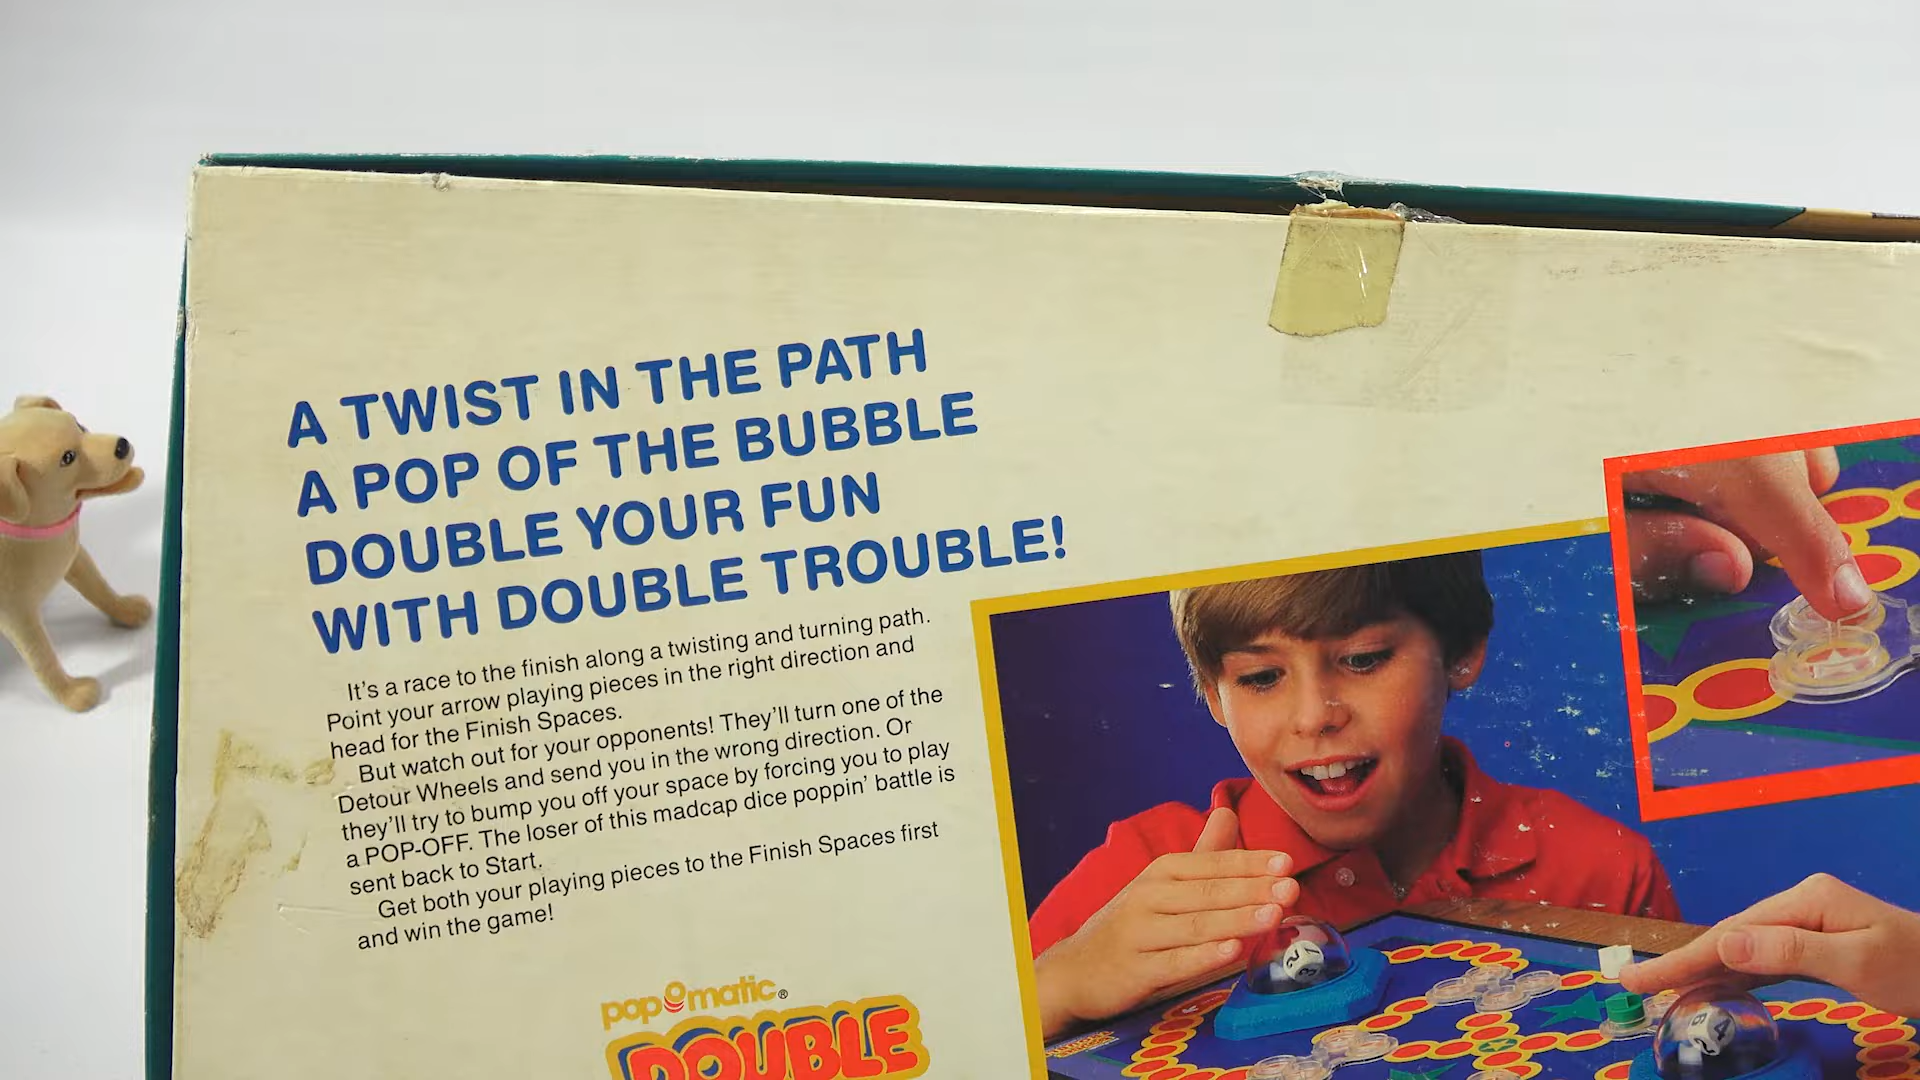 A TWIST IN THE PATH
A POP OF THE BUBBLE
DOUBLE YOUR FUN
WITH DOUBLE TROUBLE!
It's a race to the finish along a twisting and turning path.
Point your arrow playing pieces in the right direction and
head for the Finish Spaces.
But watch out for your opponents! They'll turn one of the
Detour Wheels and send you in the wrong direction. Or
they'll try to bump you off your space by forcing you to play
a POP-OFF. The loser of this madcap dice poppin' battle is
sent back to Start.
Get both your playing pieces to the Finish Spaces first
and win the game!
popomatic®
DOUBLE